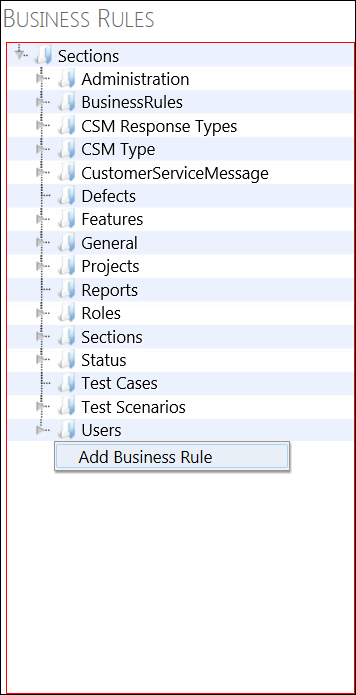 Business Rules
Sections
Administration
BusinessRules
CSM Response Types
CSM Type
CustomerServiceMessage
Defects
Features
General
Projects
Reports
Roles
Sections
Status
Test Cases
Test Scenarios
Users
Add Business Rule